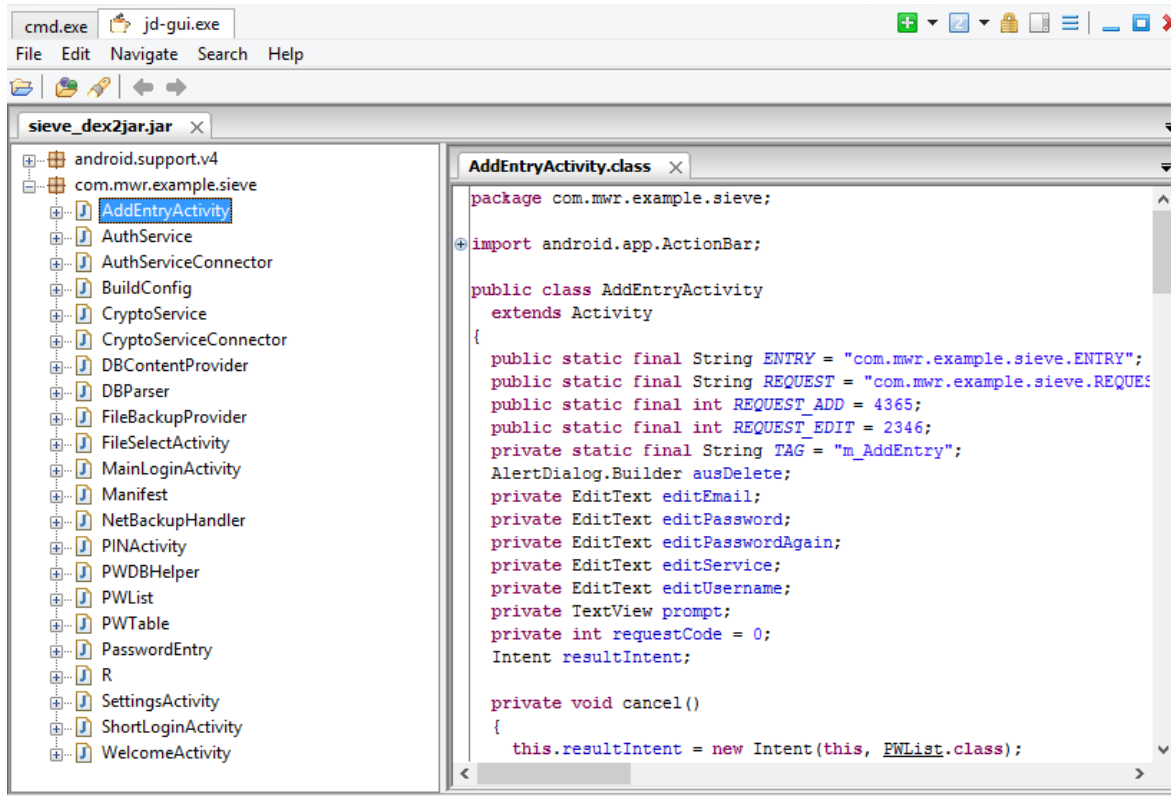 cmd.exe
jd-gui.exe
2
File Edit Navigate Search Help
sieve_dex2jar.jar
android.support.v4
com.mwr.example.sieve
AddEntryActivity
AuthService
AuthServiceConnector
BuildConfig
CryptoService
CryptoServiceConnector
DBContentProvider
DBParser
FileBackupProvider
FileSelectActivity
MainLoginActivity
Manifest
NetBackupHandler
PINActivity
PWDBHelper
PWList
PWTable
PasswordEntry
R
SettingsActivity
ShortLoginActivity
WelcomeActivity
AddEntryActivity.class
package com.mwr.example.sieve;
import android.app.ActionBar;
public class AddEntryActivity
extends Activity
{
public static final String ENTRY = "com.mwr.example.sieve.ENTRY";
public static final String REQUEST = "com.mwr.example.sieve.REQUES
public static final int REQUEST_ADD = 4365;
public static final int REQUEST_EDIT = 2346;
private static final String TAG = "m_AddEntry";
AlertDialog.Builder ausDelete;
private EditText editEmail;
private EditText editPassword;
private EditText editPasswordAgain;
private EditText editService;
private EditText editUsername;
private TextView prompt;
private int requestCode = 0;
Intent resultIntent;
private void cancel()
{
this.resultIntent = new Intent(this, PWList.class);